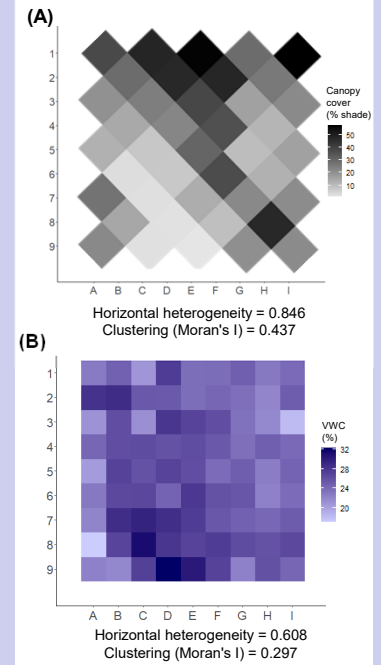 (A)
1
2
3
4
5
6
7
8
9
A B C D E F G H I
Canopy
cover
(% shade)
50
40
30
20
10
Horizontal heterogeneity = 0.846
Clustering (Moran's I) = 0.437
(B)
1
2
3
4
5
6
7
8
9
A B C D E F G H I
VWC
(%)
32
28
24
20
Horizontal heterogeneity = 0.608
Clustering (Moran's I) = 0.297